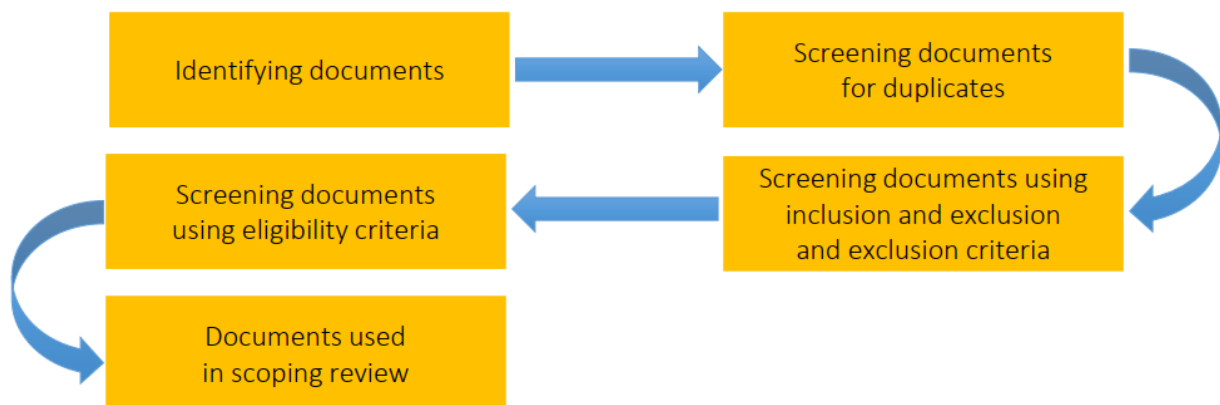 Identifying documents
Screening documents
for duplicates
Screening documents using
inclusion and exclusion
and exclusion criteria
Screening documents
using eligibility criteria
Documents used
in scoping review